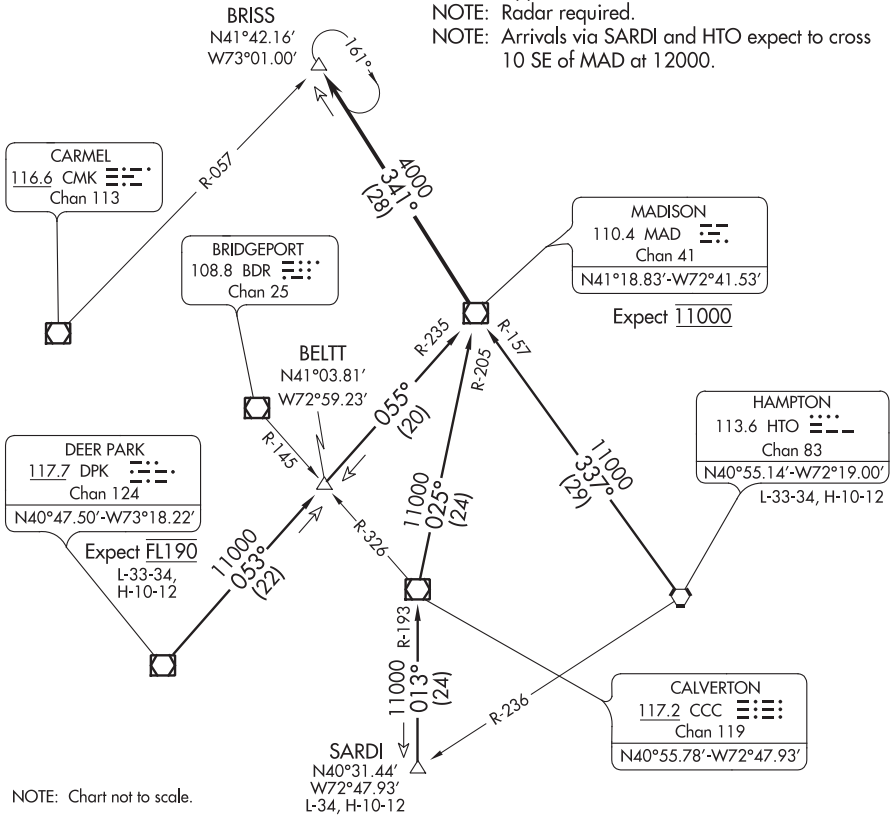 BRISS
N41°42.16'
W73°01.00'
NOTE: Radar required.
NOTE: Arrivals via SARDI and HTO expect to cross
10 SE of MAD at 12000.
161°
CARMEL
116.6 CMK
Chan 113
R-057
4000
341°
(28)
BRIDGEPORT
108.8 BDR
Chan 25
MADISON
110.4 MAD
Chan 41
N41°18.83'-W72°41.53'
Expect 11000
R-235
R-205
R-157
BELTT
N41°03.81'
W72°59.23'
055°
(20)
R-145
HAMPTON
113.6 HTO
Chan 83
N40°55.14'-W72°19.00'
L-33-34, H-10-12
DEER PARK
117.7 DPK
Chan 124
N40°47.50'-W73°18.22'
Expect FL190
L-33-34,
H-10-12
11000
053°
(22)
R-326
11000
025°
(24)
11000
337°
(29)
R-193
11000
013°
(24)
R-236
CALVERTON
117.2 CCC
Chan 119
N40°55.78'-W72°47.93'
SARDI
N40°31.44'
W72°47.93'
L-34, H-10-12
NOTE: Chart not to scale.